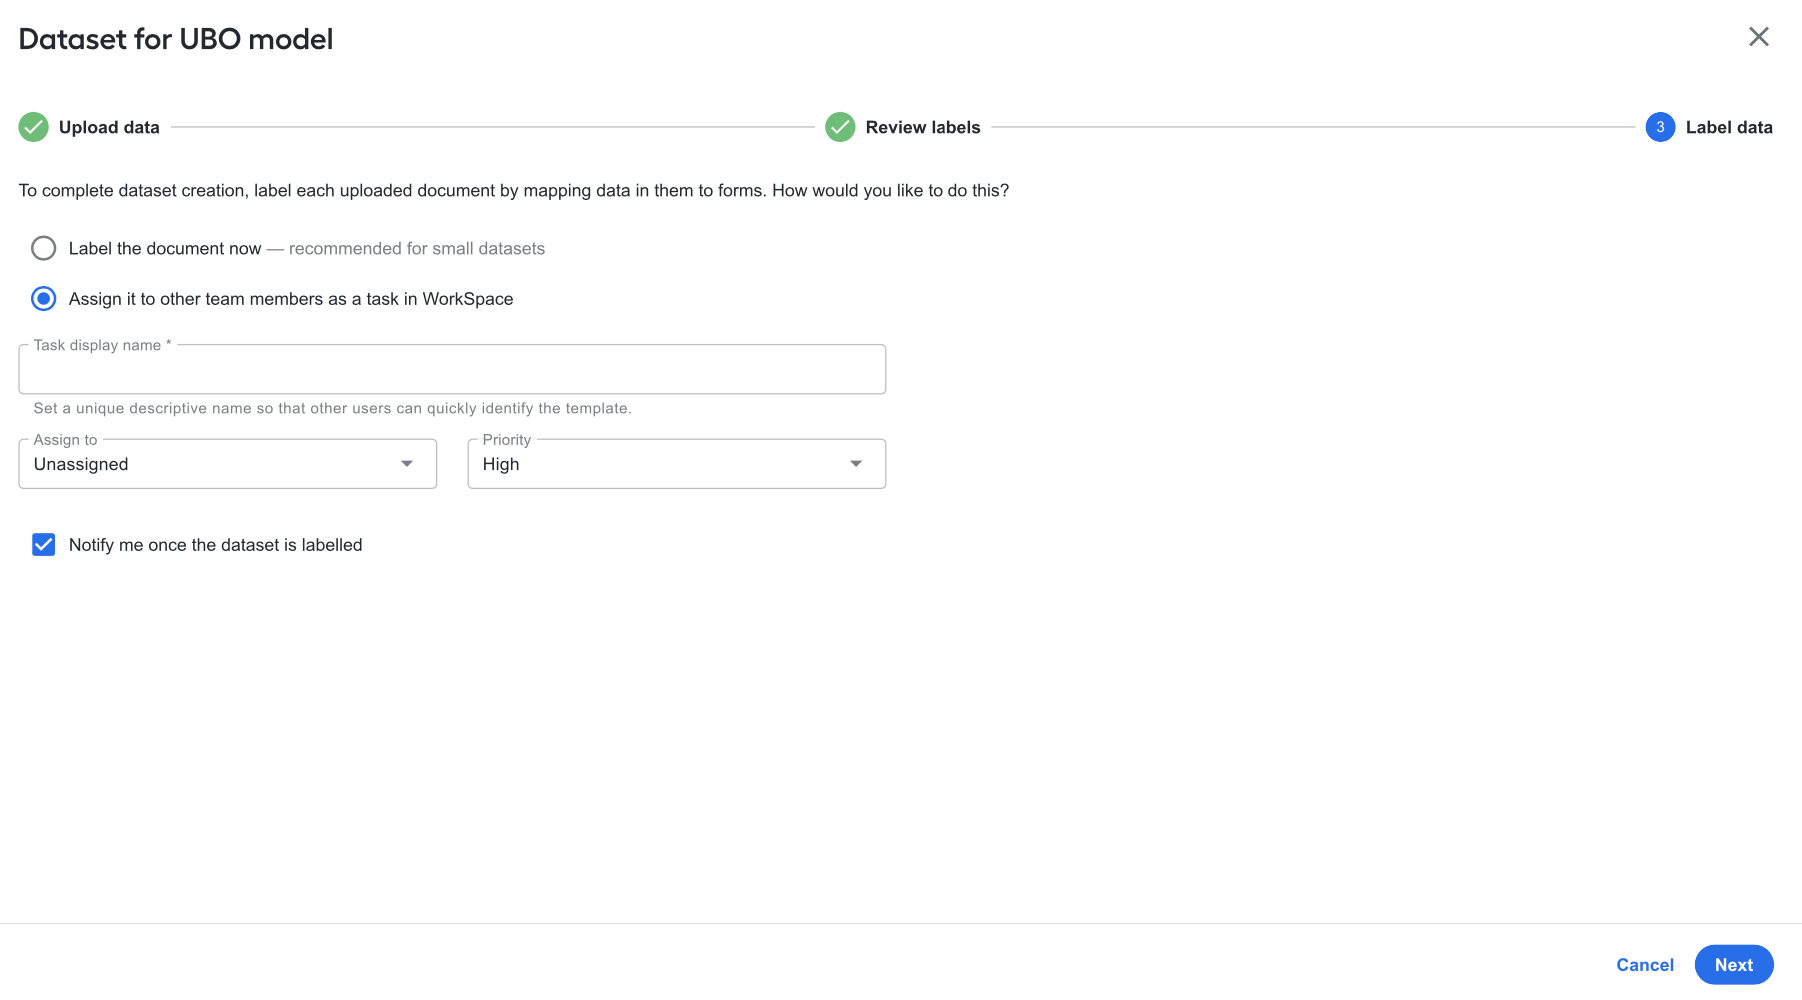 Dataset for UBO model
Upload data
Review labels
3 Label data
To complete dataset creation, label each uploaded document by mapping data in them to forms. How would you like to do this?
Label the document now — recommended for small datasets
Assign it to other team members as a task in WorkSpace
Task display name *
Set a unique descriptive name so that other users can quickly identify the template.
Assign to
Unassigned
Priority
High
Notify me once the dataset is labelled
Cancel
Next